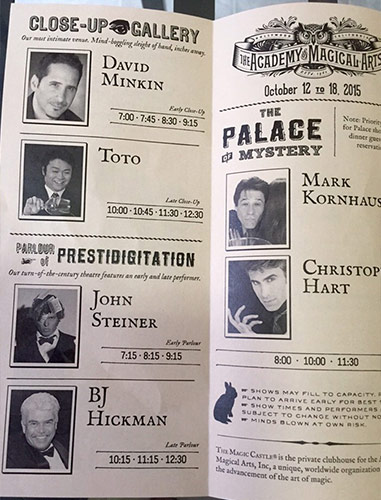 CLOSE-UP GALLERY
Our most intimate venue. Mind-boggling sleight of hand, inches away.
DAVID
MINKIN
Early Close-Up
7:00 · 7:45 · 8:30 · 9:15
TOTO
Late Close-Up
10:00 · 10:45 · 11:30 · 12:30
PARLOUR
of PRESTIDIGITATION
Our turn-of-the-century theatre features an early and late performer.
JOHN
STEINER
Early Parlour
7:15 · 8:15 · 9:15
BJ
HICKMAN
Late Parlour
10:15 · 11:15 · 12:30
THE ACADEMY of MAGICAL ARTS
October 12 TO 18, 2015
THE
PALACE
OF MYSTERY
Note: Priority
for Palace
dinner
MARK
KORNHAUS
CHRISTOP
HART
8:00 · 10:00 · 11:30
SHOWS MAY FILL TO CAPACITY.
PLAN TO ARRIVE EARLY FOR BEST
SHOW TIMES AND PERFORMERS
SUBJECT TO CHANGE WITHOUT
MINDS BLOWN AT OWN RISK.
THE MAGIC CASTLE® is the private clubhouse for the
Magical Arts, Inc, a unique, worldwide organization
the advancement of the art of magic.